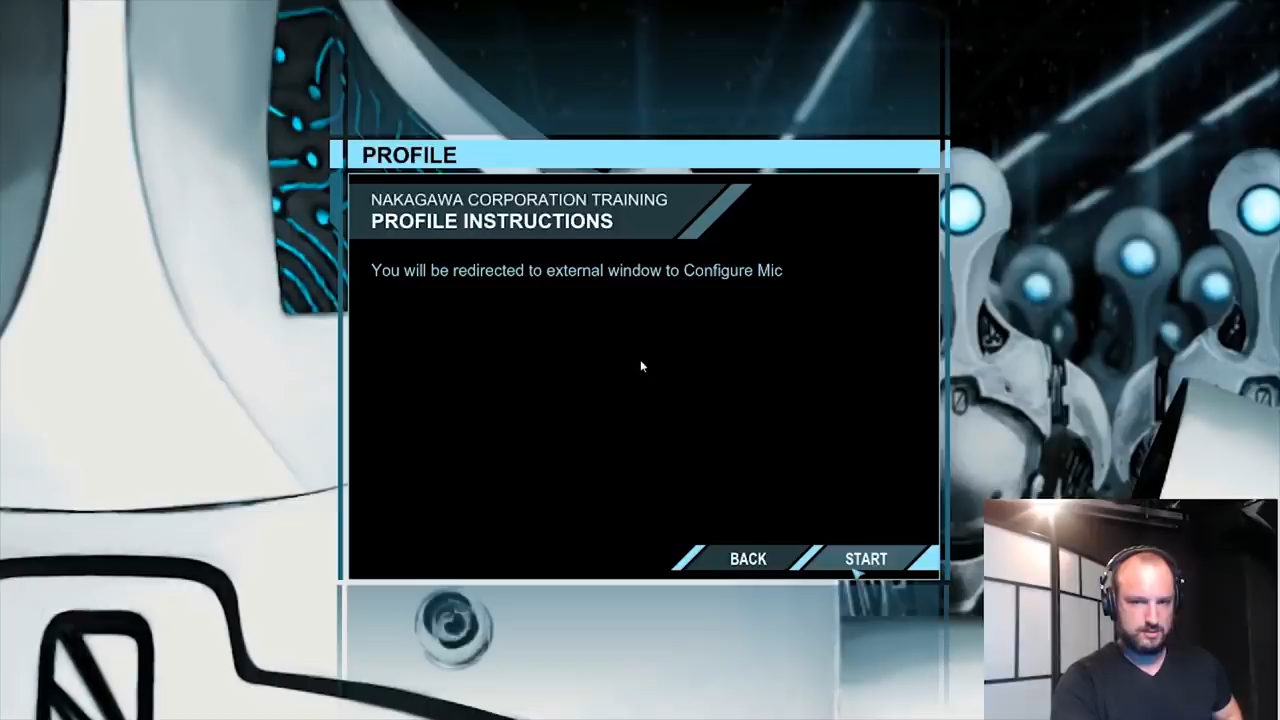 PROFILE
NAKAGAWA CORPORATION TRAINING
PROFILE INSTRUCTIONS
You will be redirected to external window to Configure Mic
BACK
START